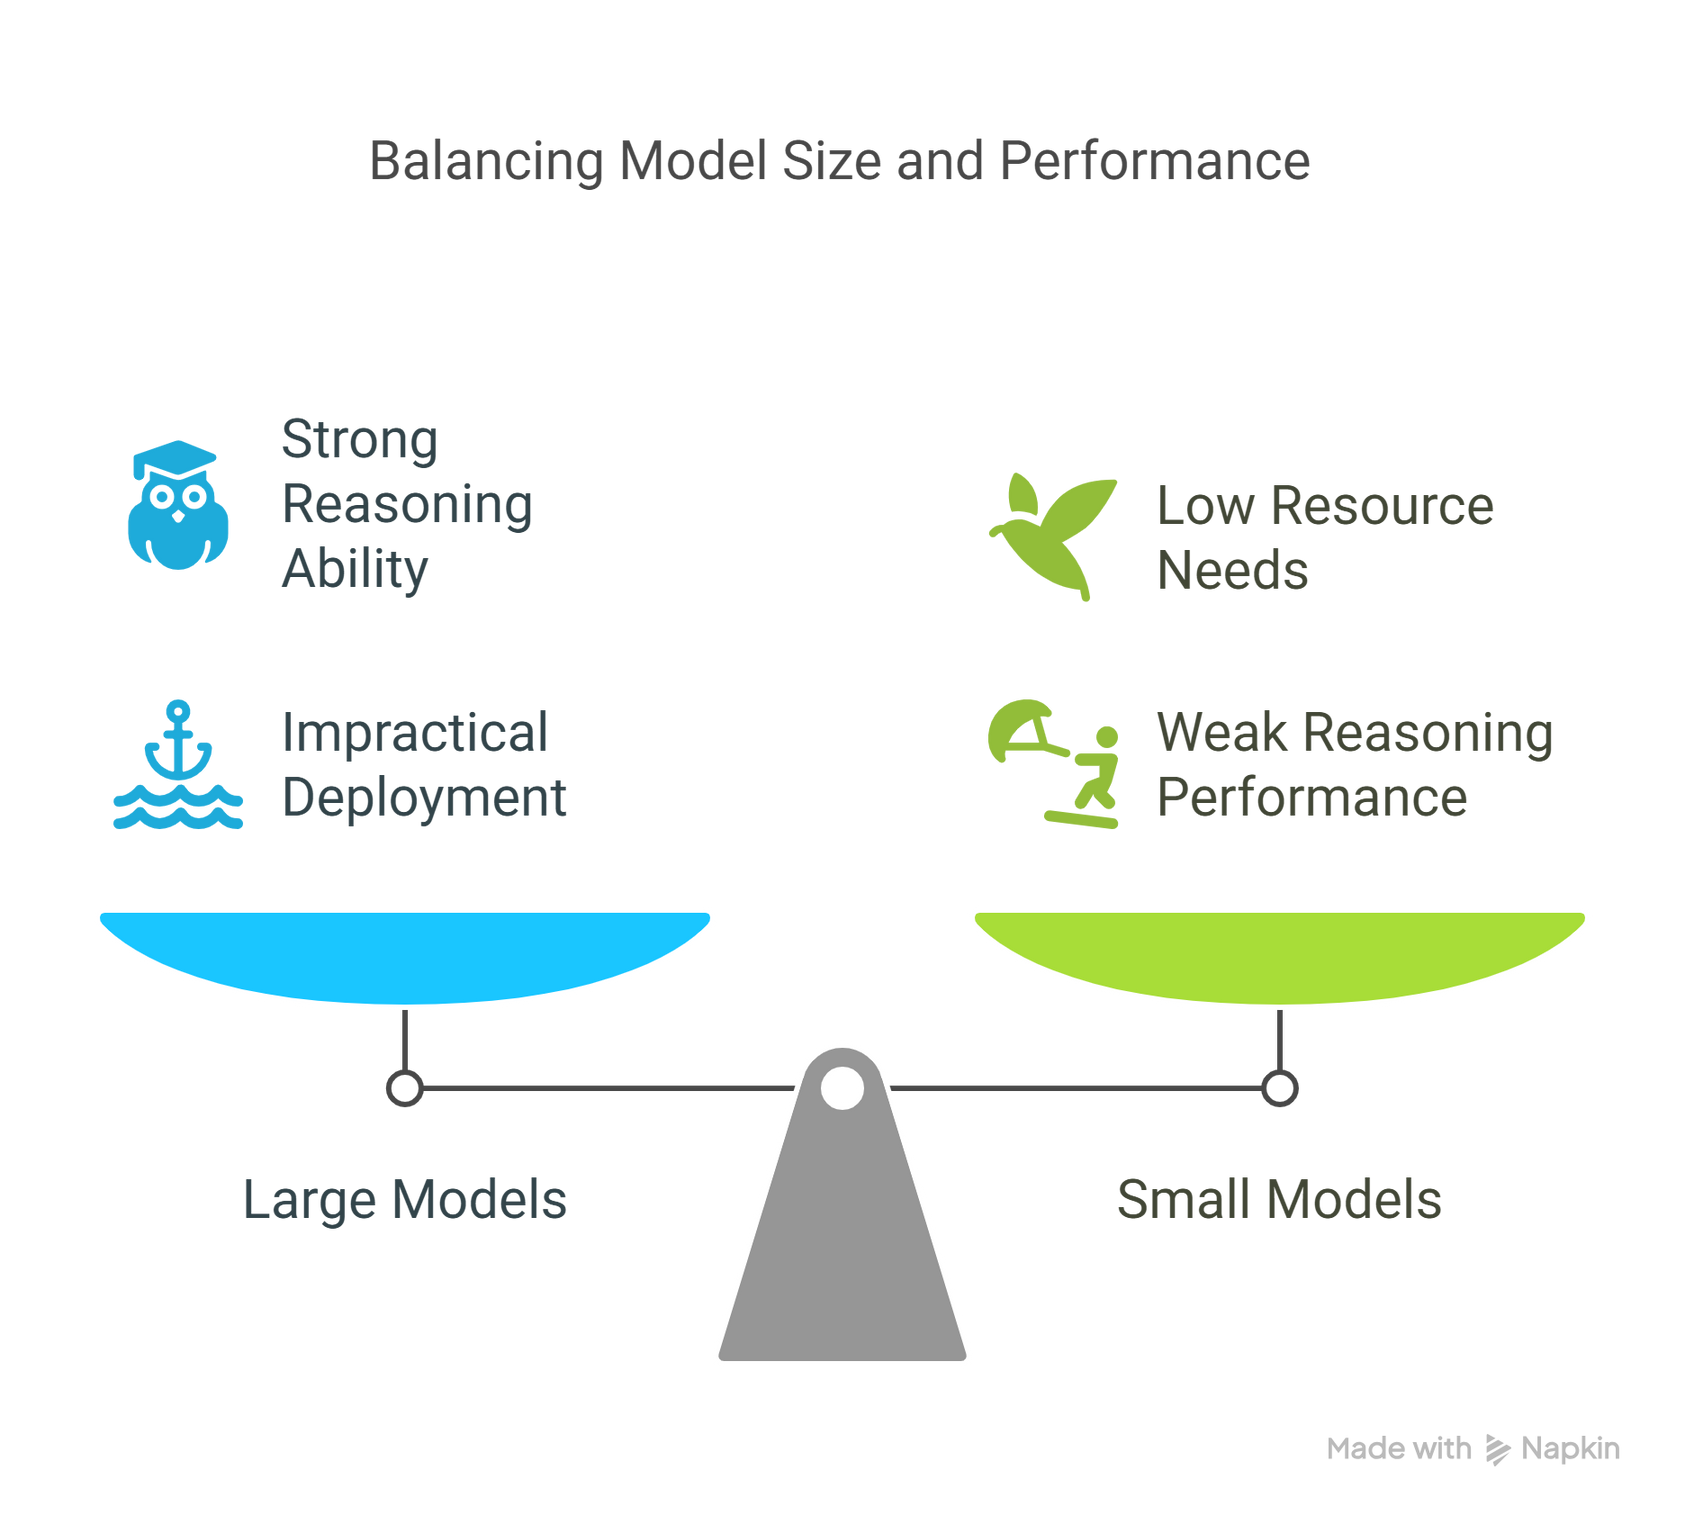 Balancing Model Size and Performance
Strong
Reasoning
Ability
Impractical
Deployment
Low Resource
Needs
Weak Reasoning
Performance
Large Models
Small Models
Made with Napkin